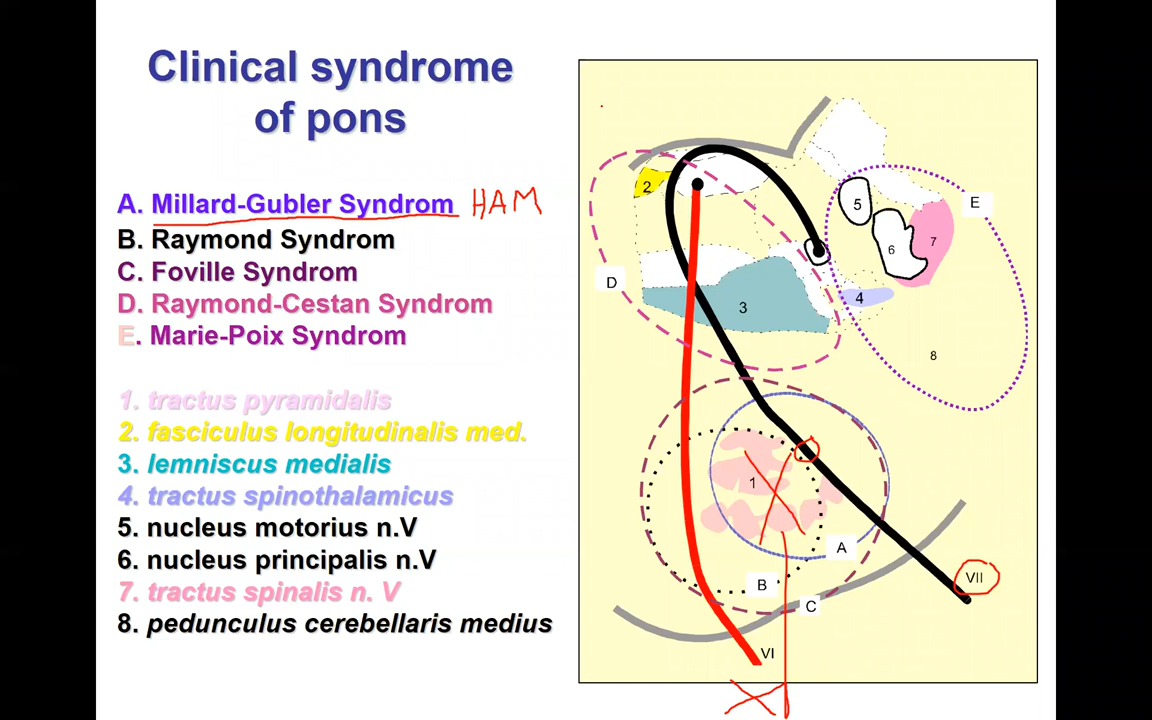 Clinical syndrome
of pons
A. Millard-Gubler Syndrom HAM
B. Raymond Syndrom
C. Foville Syndrom
D. Raymond-Cestan Syndrom
E. Marie-Poix Syndrom
1. tractus pyramidalis
2. fasciculus longitudinalis med.
3. lemniscus medialis
4. tractus spinothalamicus
5. nucleus motorius n.V
6. nucleus principalis n.V
7. tractus spinalis n. V
8. pedunculus cerebellaris medius
2
5
E
6
7
D
3
4
8
1
A
B
C
VII
VI